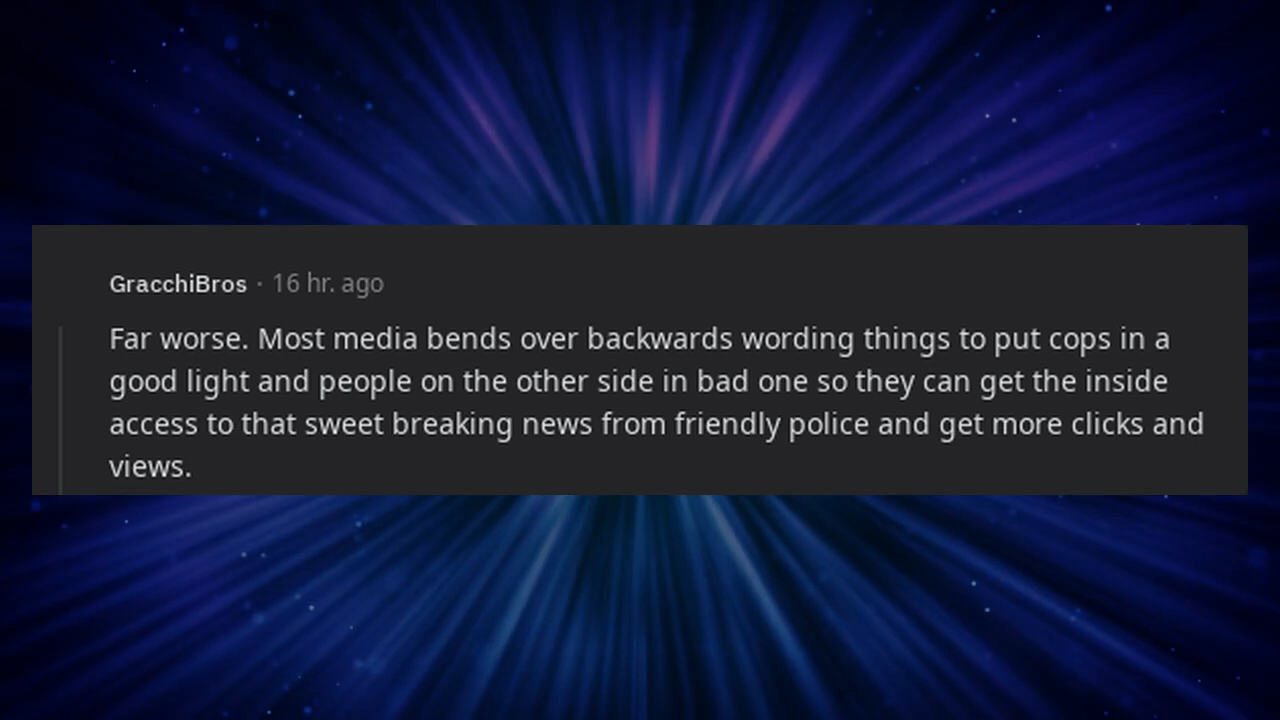 GracchiBros · 16 hr. ago
Far worse. Most media bends over backwards wording things to put cops in a
good light and people on the other side in bad one so they can get the inside
access to that sweet breaking news from friendly police and get more clicks and
views.